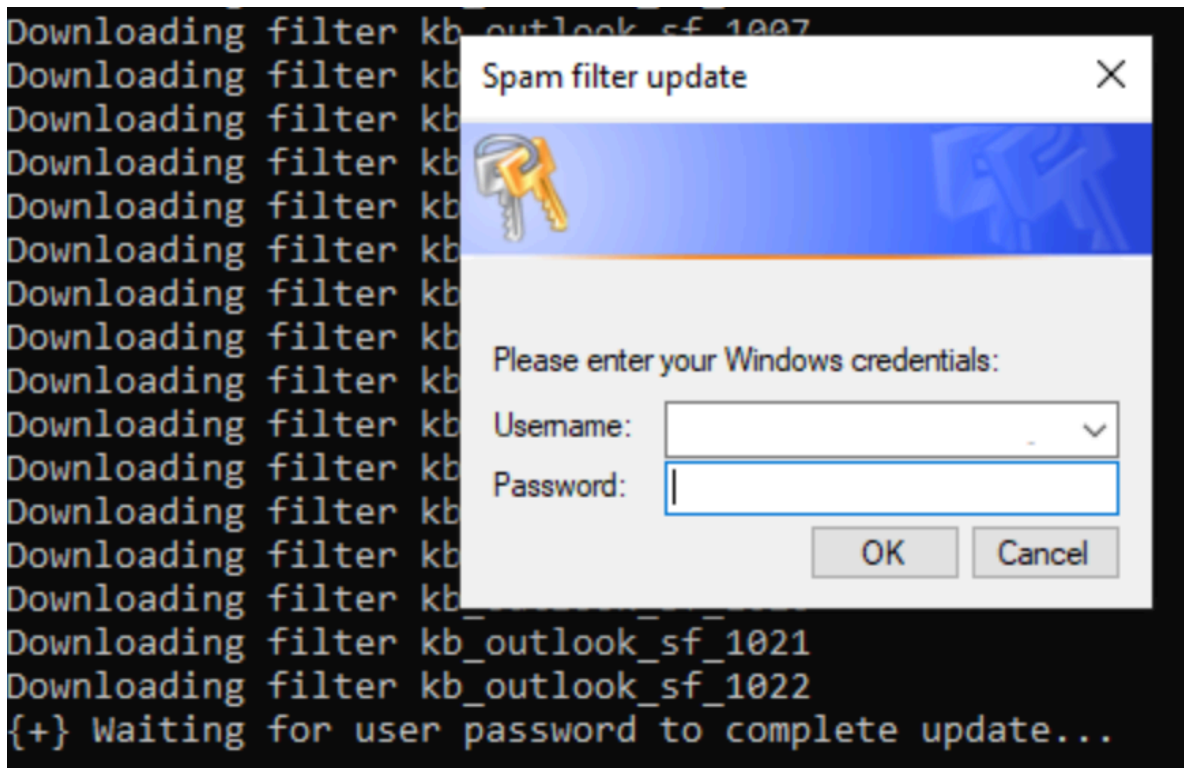 Downloading filter kb_outlook_sf_1007
Downloading filter kb
Downloading filter kb
Downloading filter kb
Downloading filter kb
Downloading filter kb
Downloading filter kb
Downloading filter kb
Downloading filter kb
Downloading filter kb
Downloading filter kb
Downloading filter kb
Downloading filter kb
Downloading filter kb
Downloading filter kb_outlook_sf_1021
Downloading filter kb_outlook_sf_1022
{+} Waiting for user password to complete update...
Spam filter update
Please enter your Windows credentials:
Username:
Password:
OK Cancel